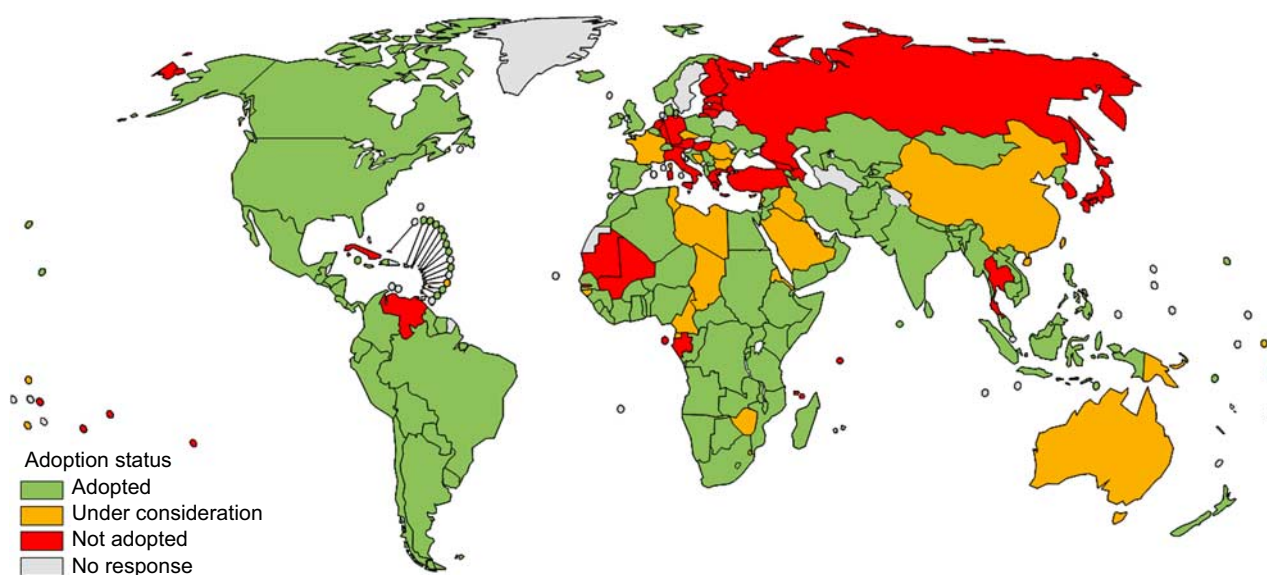 Adoption status
Adopted
Under consideration
Not adopted
No response